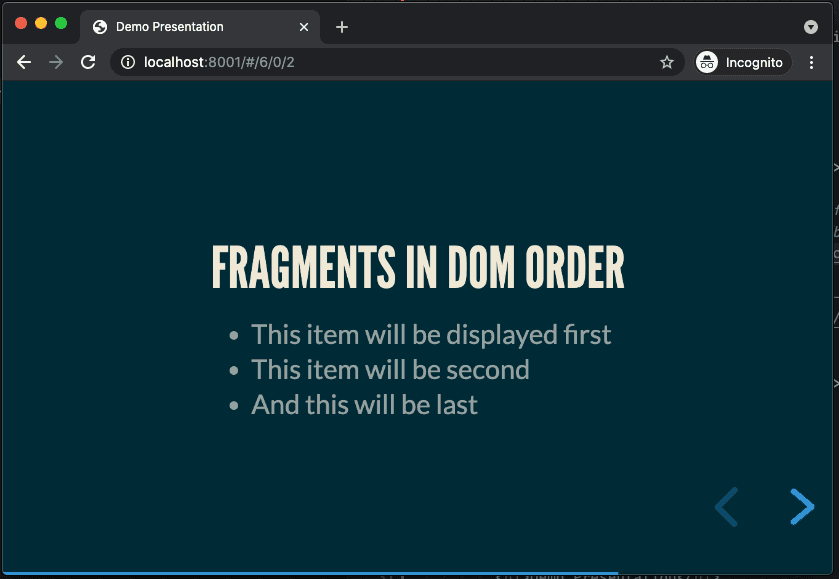 Demo Presentation
localhost:8001/#/6/0/2
Incognito
FRAGMENTS IN DOM ORDER
• This item will be displayed first
• This item will be second
• And this will be last